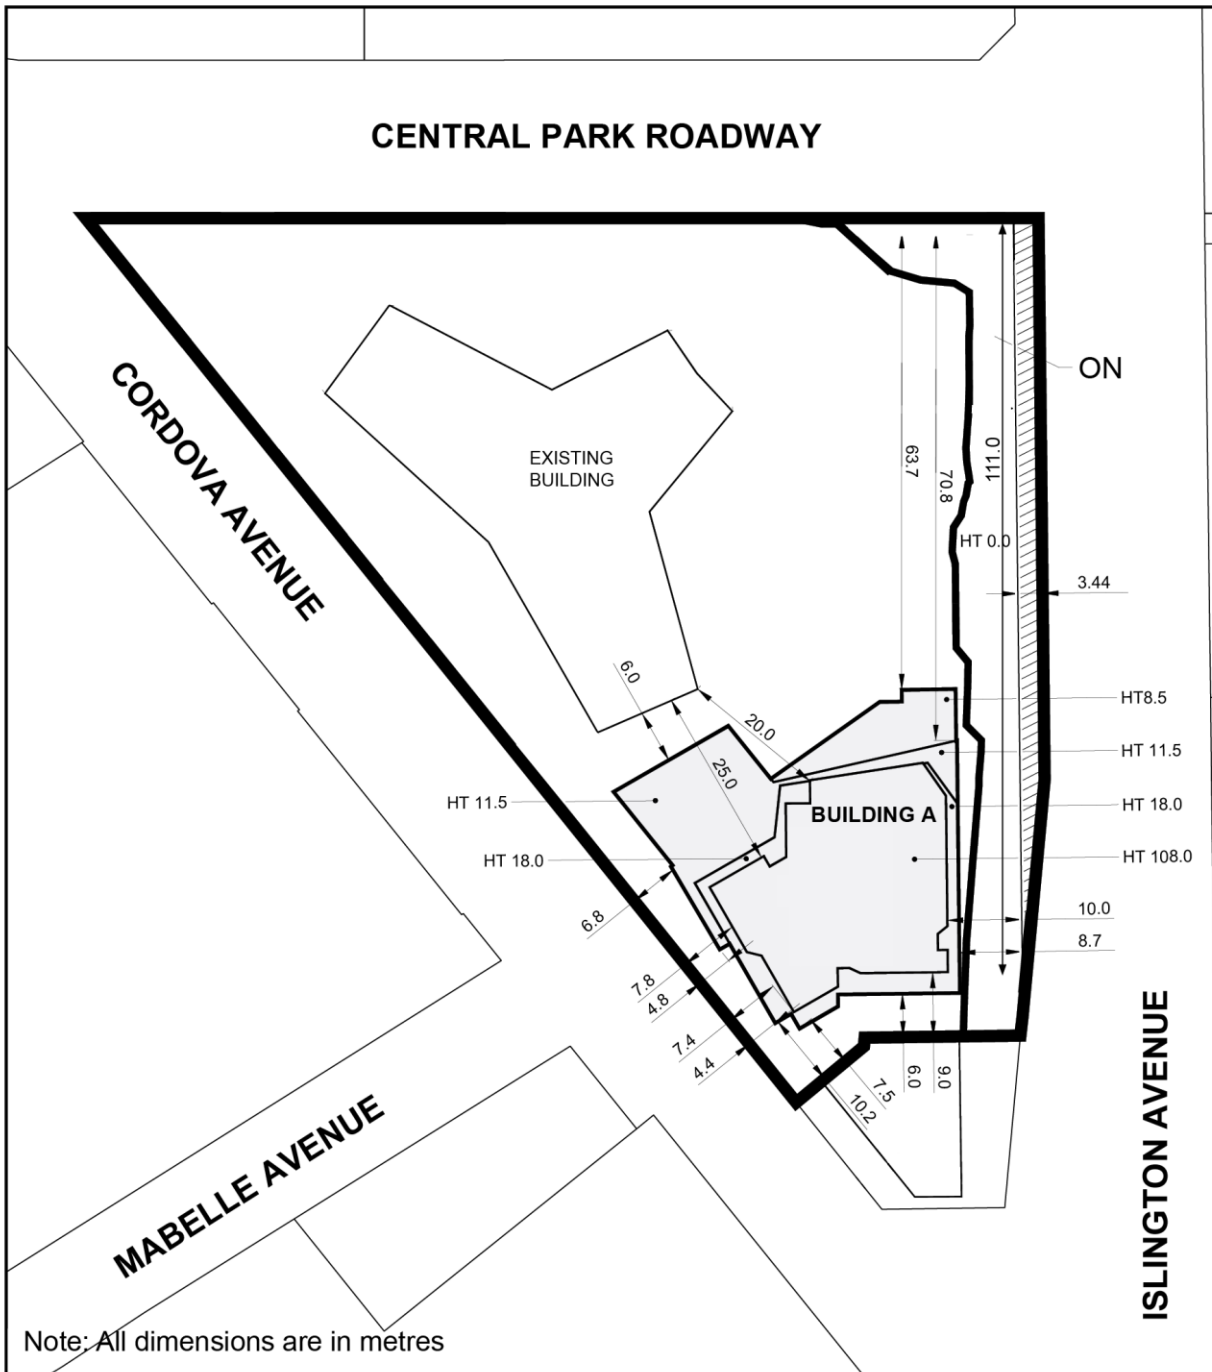 CENTRAL PARK ROADWAY
ON
CORDOVA AVENUE
EXISTING
BUILDING
63.7
70.8
111.0
HT 0.0
3.44
6.0
20.0
25.0
HT8.5
HT 11.5
HT 11.5
HT 18.0
BUILDING A
HT 18.0
HT 108.0
6.8
10.0
8.7
7.8
4.8
7.4
4.4
7.5
10.2
6.0
9.0
MABELLE AVENUE
ISLINGTON AVENUE
Note: All dimensions are in metres